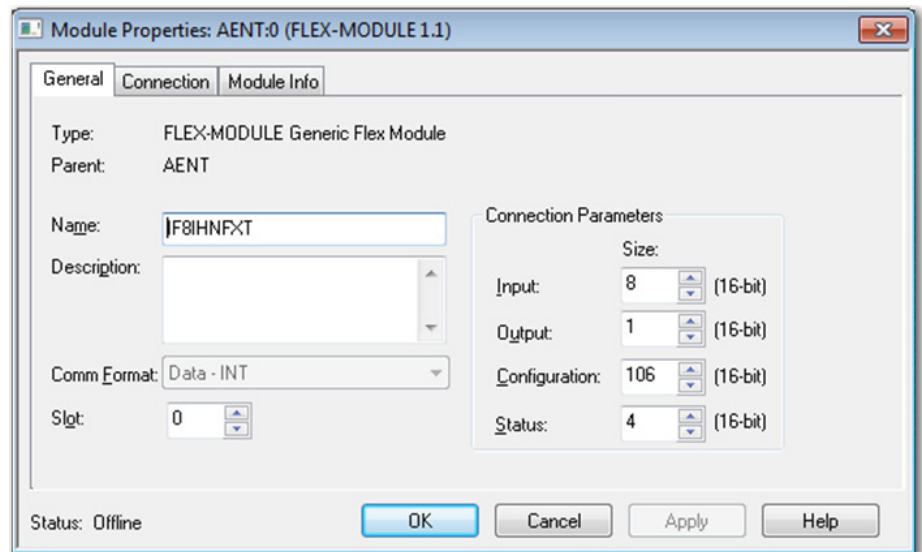 Module Properties: AENT:0 (FLEX-MODULE 1.1)
General Connection Module Info
Type: FLEX-MODULE Generic Flex Module
Parent: AENT
Name: IF8IHNFXT
Description:
Comm Format: Data - INT
Slot: 0
Connection Parameters
Size:
Input: 8 (16-bit)
Output: 1 (16-bit)
Configuration: 106 (16-bit)
Status: 4 (16-bit)
Status: Offline
OK Cancel Apply Help